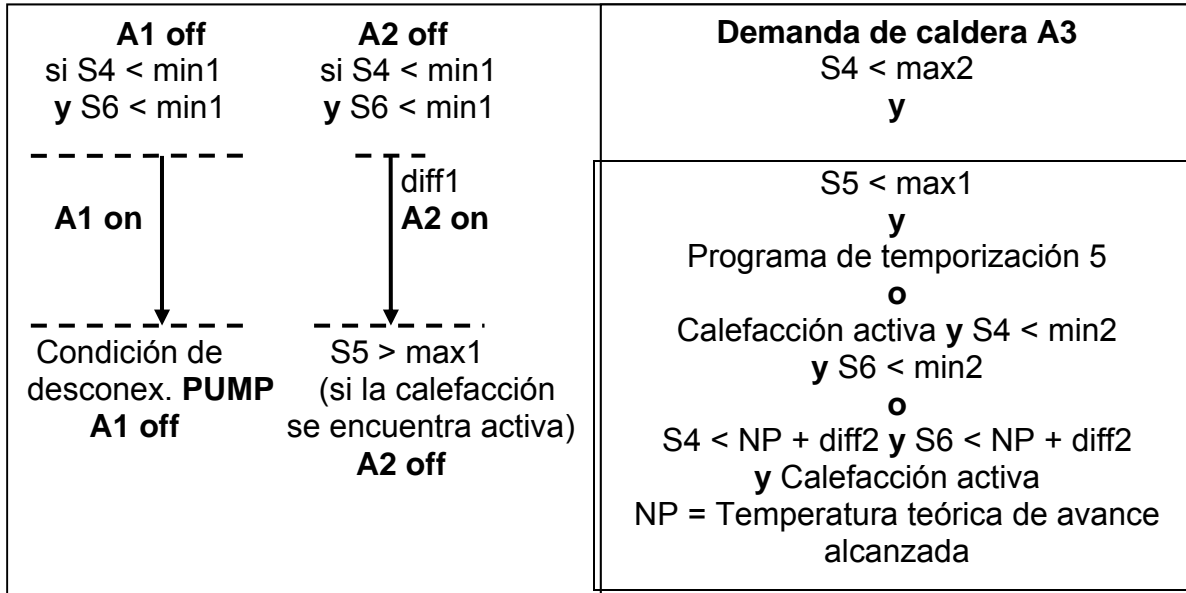 A1 off
si S4 < min1
y S6 < min1
A1 on
Condición de
desconex. PUMP
A1 off
A2 off
si S4 < min1
y S6 < min1
diff1
A2 on
S5 > max1
(si la calefacción
se encuentra activa)
A2 off
Demanda de caldera A3
S4 < max2
y
S5 < max1
y
Programa de temporización 5
o
Calefacción activa y S4 < min2
y S6 < min2
o
S4 < NP + diff2 y S6 < NP + diff2
y Calefacción activa
NP = Temperatura teórica de avance
alcanzada